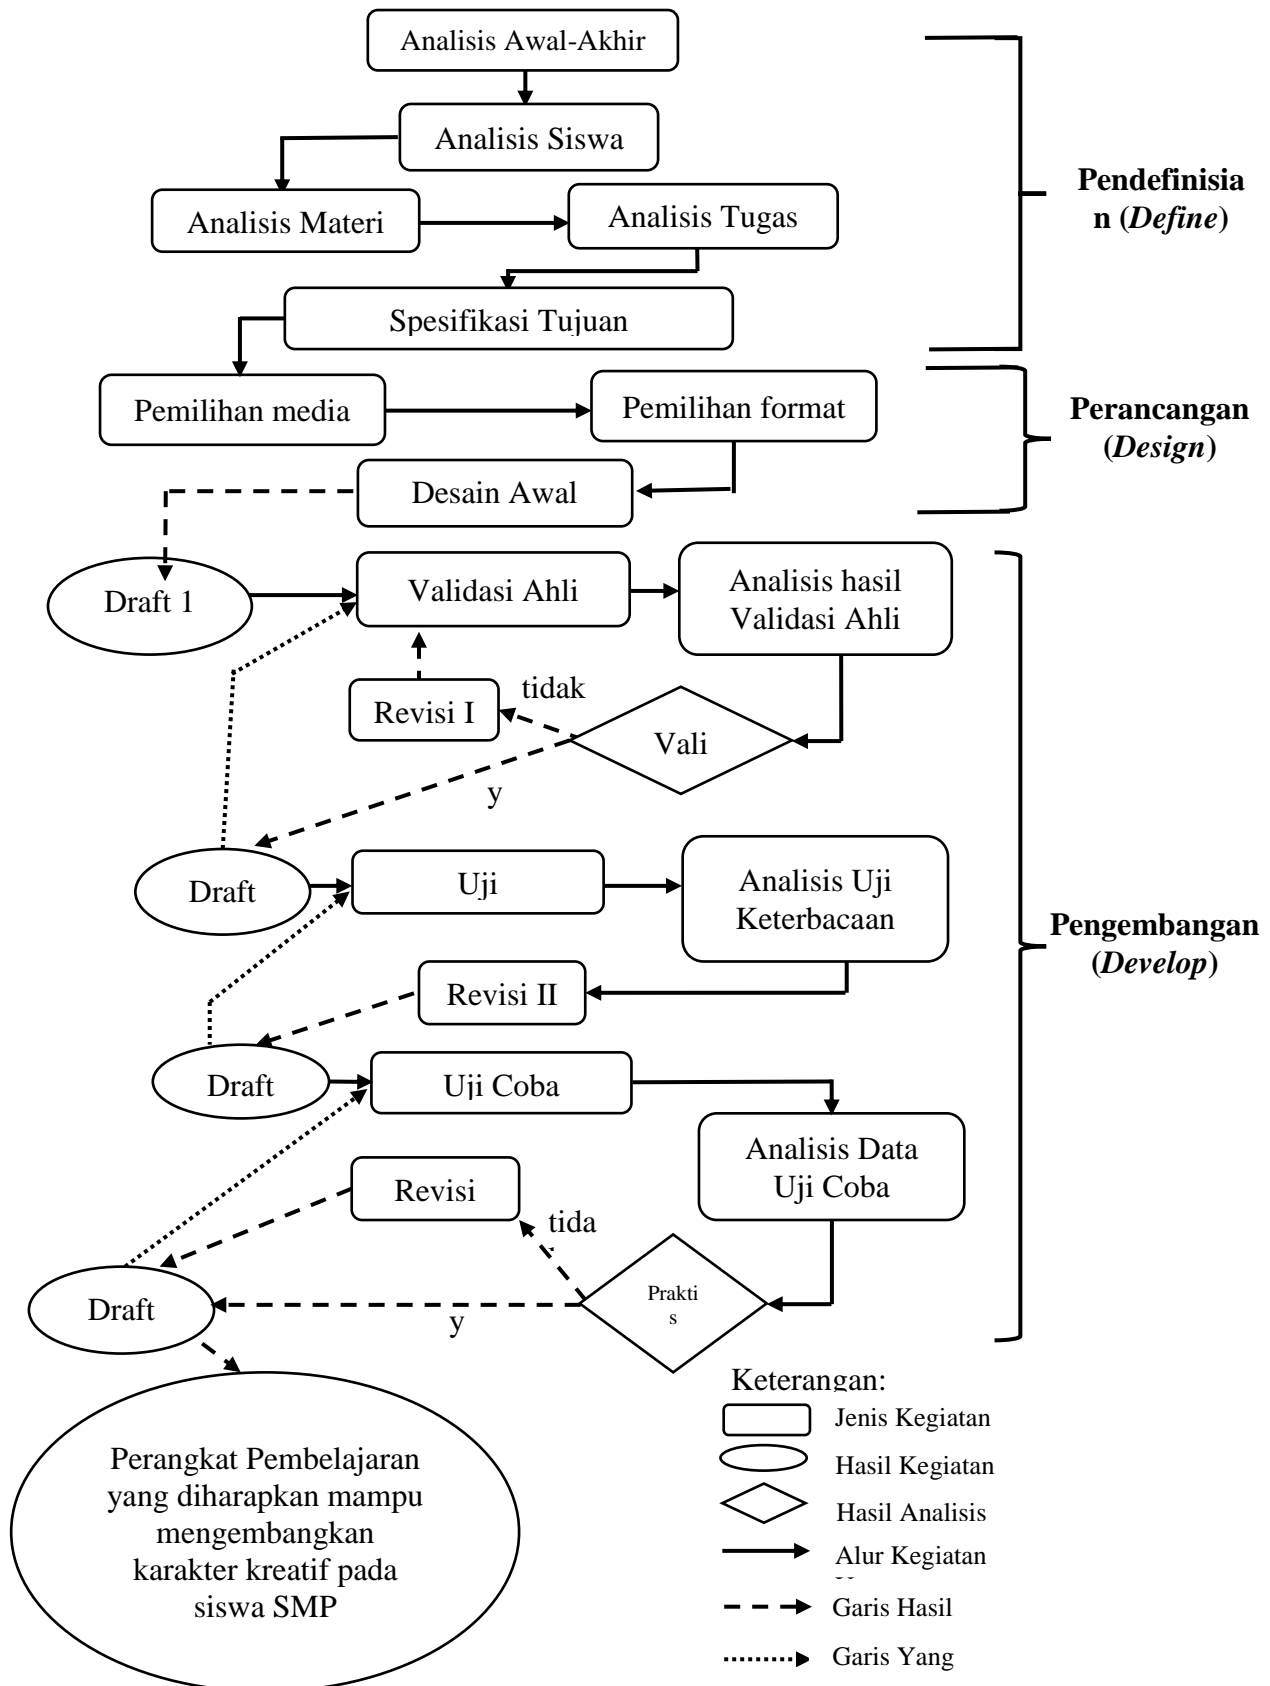 Analisis Awal-Akhir
Analisis Siswa
Analisis Materi
Analisis Tugas
Spesifikasi Tujuan
Pendefinisia
n (Define)
Pemilihan media
Pemilihan format
Desain Awal
Perancangan
(Design)
Draft 1
Validasi Ahli
Analisis hasil
Validasi Ahli
Revisi I
tidak
Vali
y
Draft
Uji
Analisis Uji
Keterbacaan
Revisi II
Pengembangan
(Develop)
Draft
Uji Coba
Analisis Data
Uji Coba
Revisi
tida
Draft
y
Prakti
s
Perangkat Pembelajaran
yang diharapkan mampu
mengembangkan
karakter kreatif pada
siswa SMP
Keterangan:
Jenis Kegiatan
Hasil Kegiatan
Hasil Analisis
Alur Kegiatan
Garis Hasil
Garis Yang